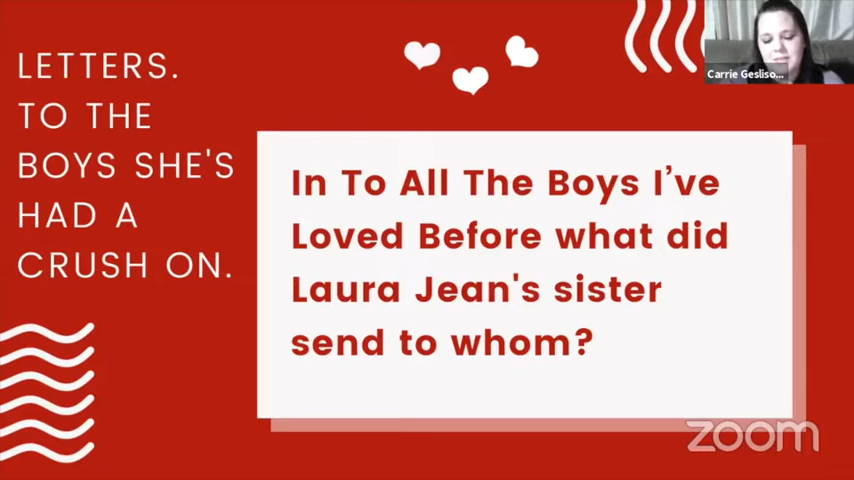 LETTERS.
TO THE
BOYS SHE'S
HAD A
CRUSH ON.
In To All The Boys I’ve
Loved Before what did
Laura Jean's sister
send to whom?
Carrie Gesliso...
zoom